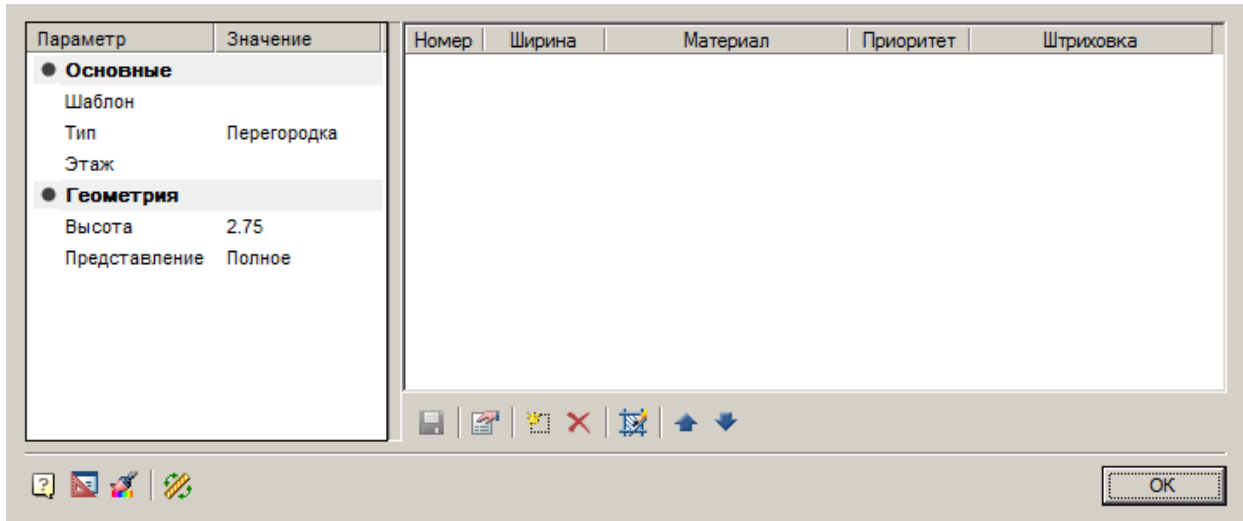 Параметр Значение
Основные
Шаблон
Тип Перегородка
Этаж
Геометрия
Высота 2.75
Представление Полное
Номер Ширина Материал Приоритет Штриховка
OK